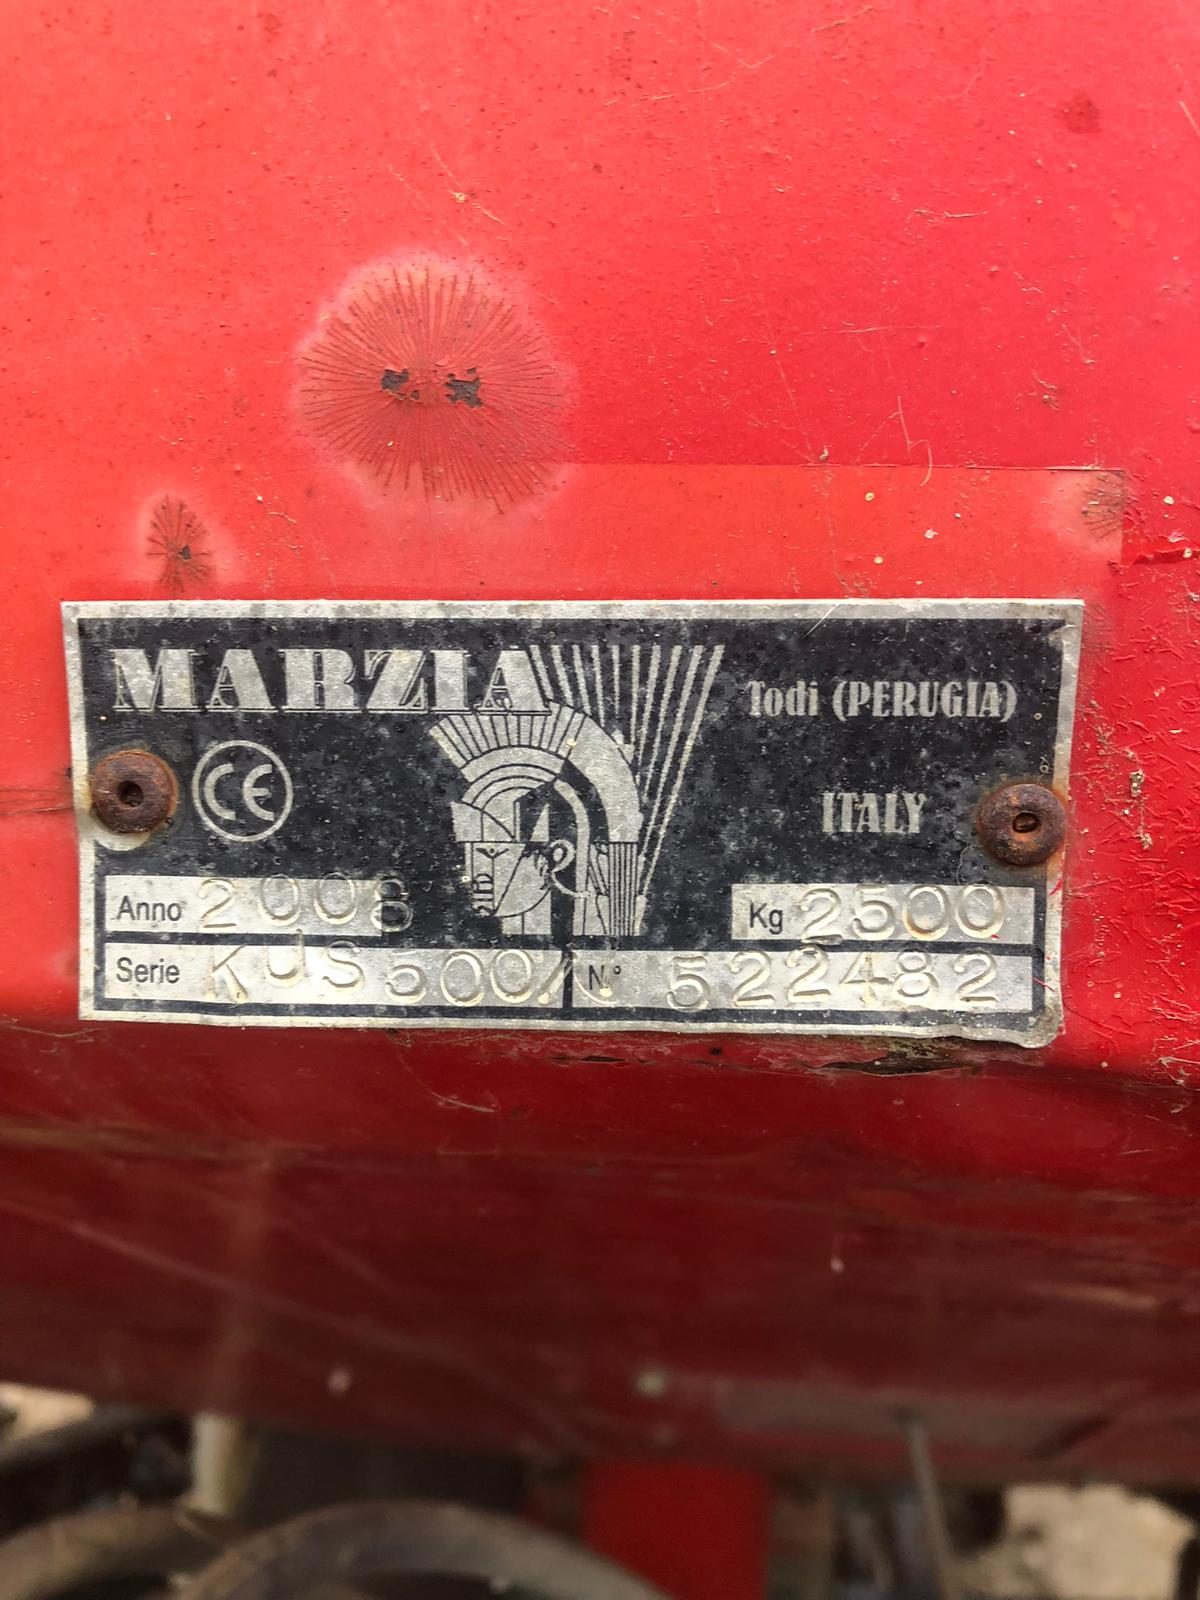 MARZIA
Todi (PERUGIA)
ITALY
CE
Anno 2008
Kg 2500
Serie KUS 500/
N.° 522482